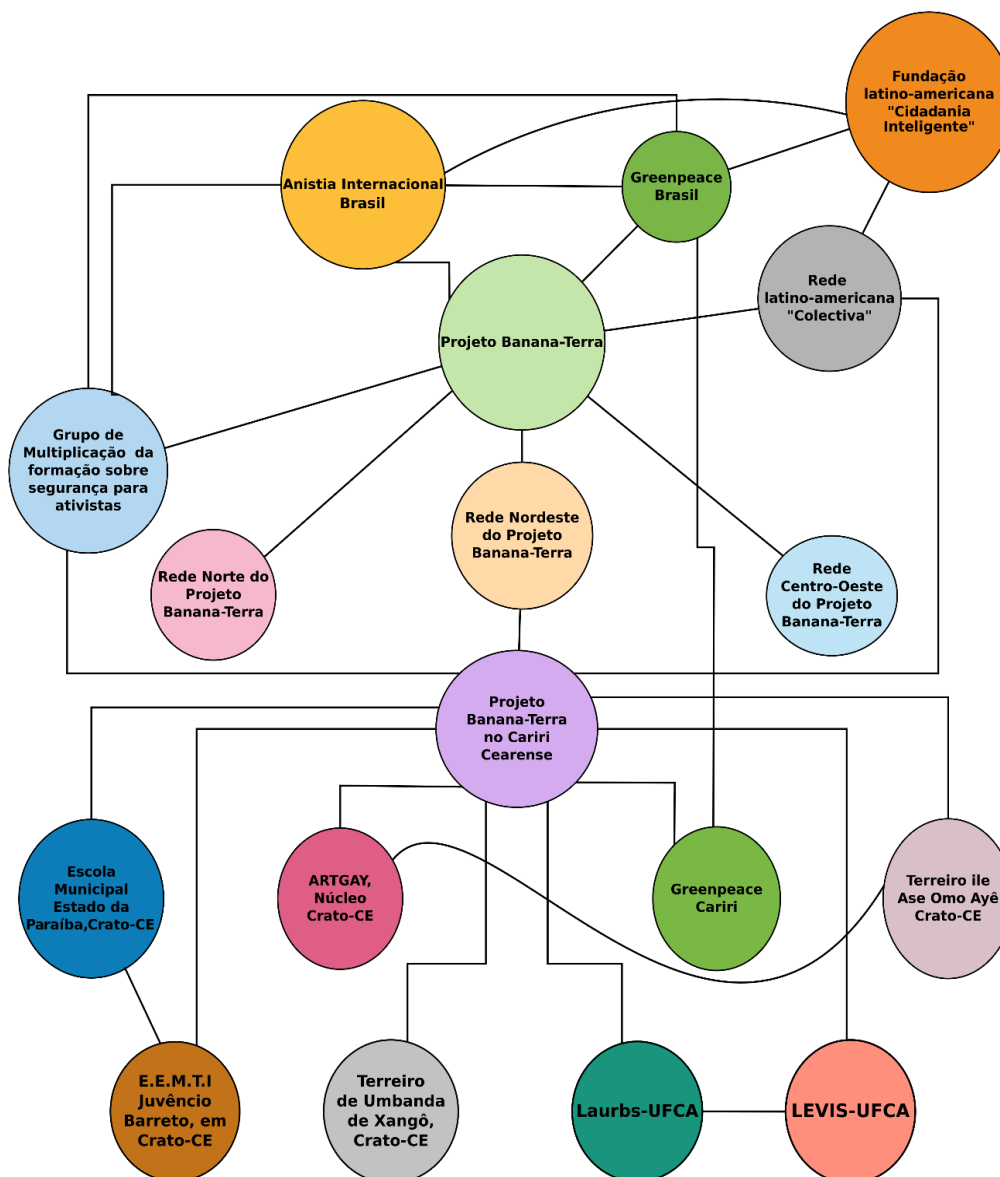 Fundação
latino-americana
"Cidadania
Inteligente"
Anistia Internacional
Brasil
Greenpeace
Brasil
Rede
latino-americana
"Colectiva"
Projeto Banana-Terra
Grupo de
Multiplicação da
formação sobre
segurança para
ativistas
Rede Nordeste
do Projeto
Banana-Terra
Rede Norte do
Projeto
Banana-Terra
Rede
Centro-Oeste
do Projeto
Banana-Terra
Projeto
Banana-Terra
no Cariri
Cearense
Escola
Municipal
Estado da
Paraíba,Crato-CE
ARTGAY,
Núcleo
Crato-CE
Greenpeace
Cariri
Terreiro ile
Ase Omo Ayê
Crato-CE
E.E.M.T.I
Juvêncio
Barreto, em
Crato-CE
Terreiro
de Umbanda
de Xangô,
Crato-CE
Laurbs-UFCA
LEVIS-UFCA